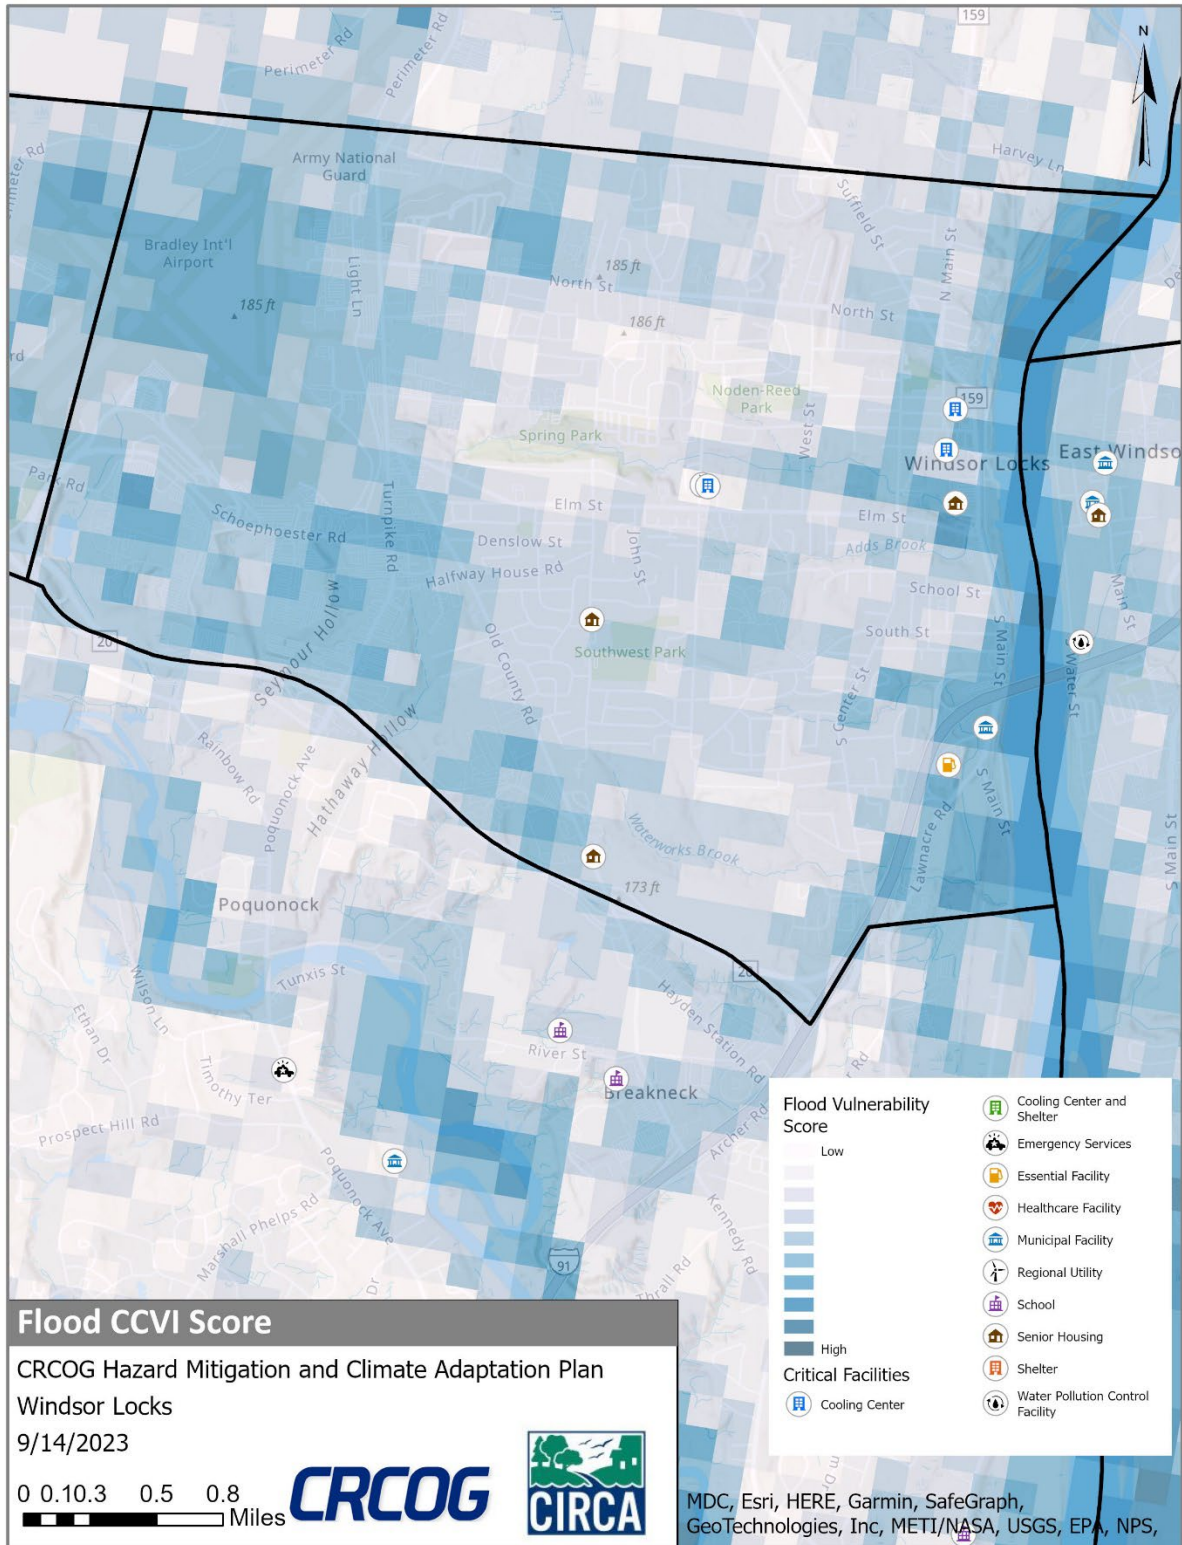 159
N
Perimeter Rd
Perimeter Rd
Harvey Ln
Army National
Guard
Suffield St
Bradley Int'l
Airport
Light Ln
N Main St
185 ft
North St
185 ft
186 ft
North St
rd
Noden-Reed
Park
159
West St
Spring Park
Windsor Locks
East Windso
Park Rd
Turnpike Rd
Elm St
Elm St
Schoephoester Rd
Denslow St
John St
Adds Brook
Halfway House Rd
School St
Main St
Seymour Hollow
Old County Rd
South St
S Main St
20
Southwest Park
Water St
S Center St
Rainbow Rd
Poquonock Ave
Hathaway Hollow
S Main St
Waterworks Brook
Lawnacre Rd
S Main St
173 ft
Poquonock
20
Tunxis St
Wilson Ln
Hayden Station Rd
Ethan Dr
River St
Timothy Ter
Breakneck
Archer Rd
Prospect Hill Rd
Poquonock Ave
Marshall Phelps Rd
Kennedy Rd
91
Thrall Rd
Dr
Flood Vulnerability
Score
Low
High
Critical Facilities
Cooling Center
Cooling Center and
Shelter
Emergency Services
Essential Facility
Healthcare Facility
Municipal Facility
Regional Utility
School
Senior Housing
Shelter
Water Pollution Control
Facility
Flood CCVI Score
CRCOG Hazard Mitigation and Climate Adaptation Plan
Windsor Locks
9/14/2023
0 0.10.3 0.5 0.8
Miles
CRCOG
CIRCA
MDC, Esri, HERE, Garmin, SafeGraph,
GeoTechnologies, Inc, METI/NASA, USGS, EPA, NPS,